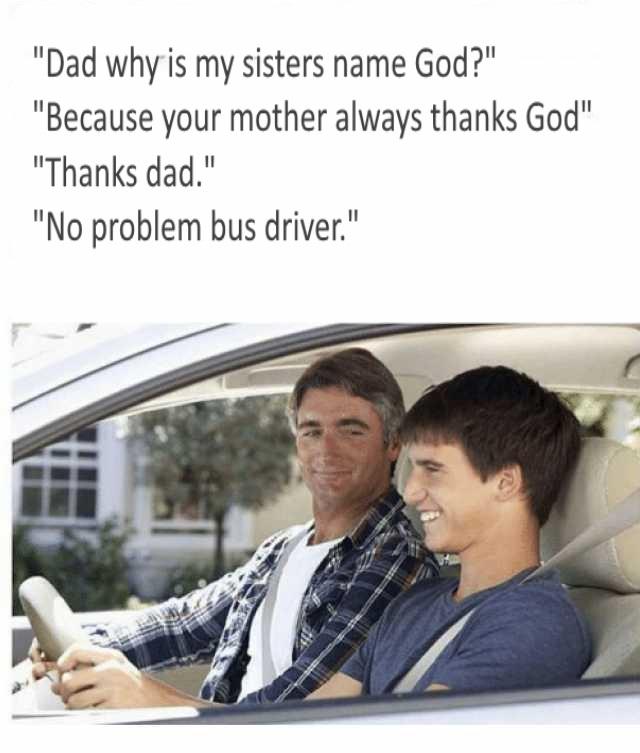 "Dad why is my sisters name God?"
"Because your mother always thanks God"
"Thanks dad."
"No problem bus driver."